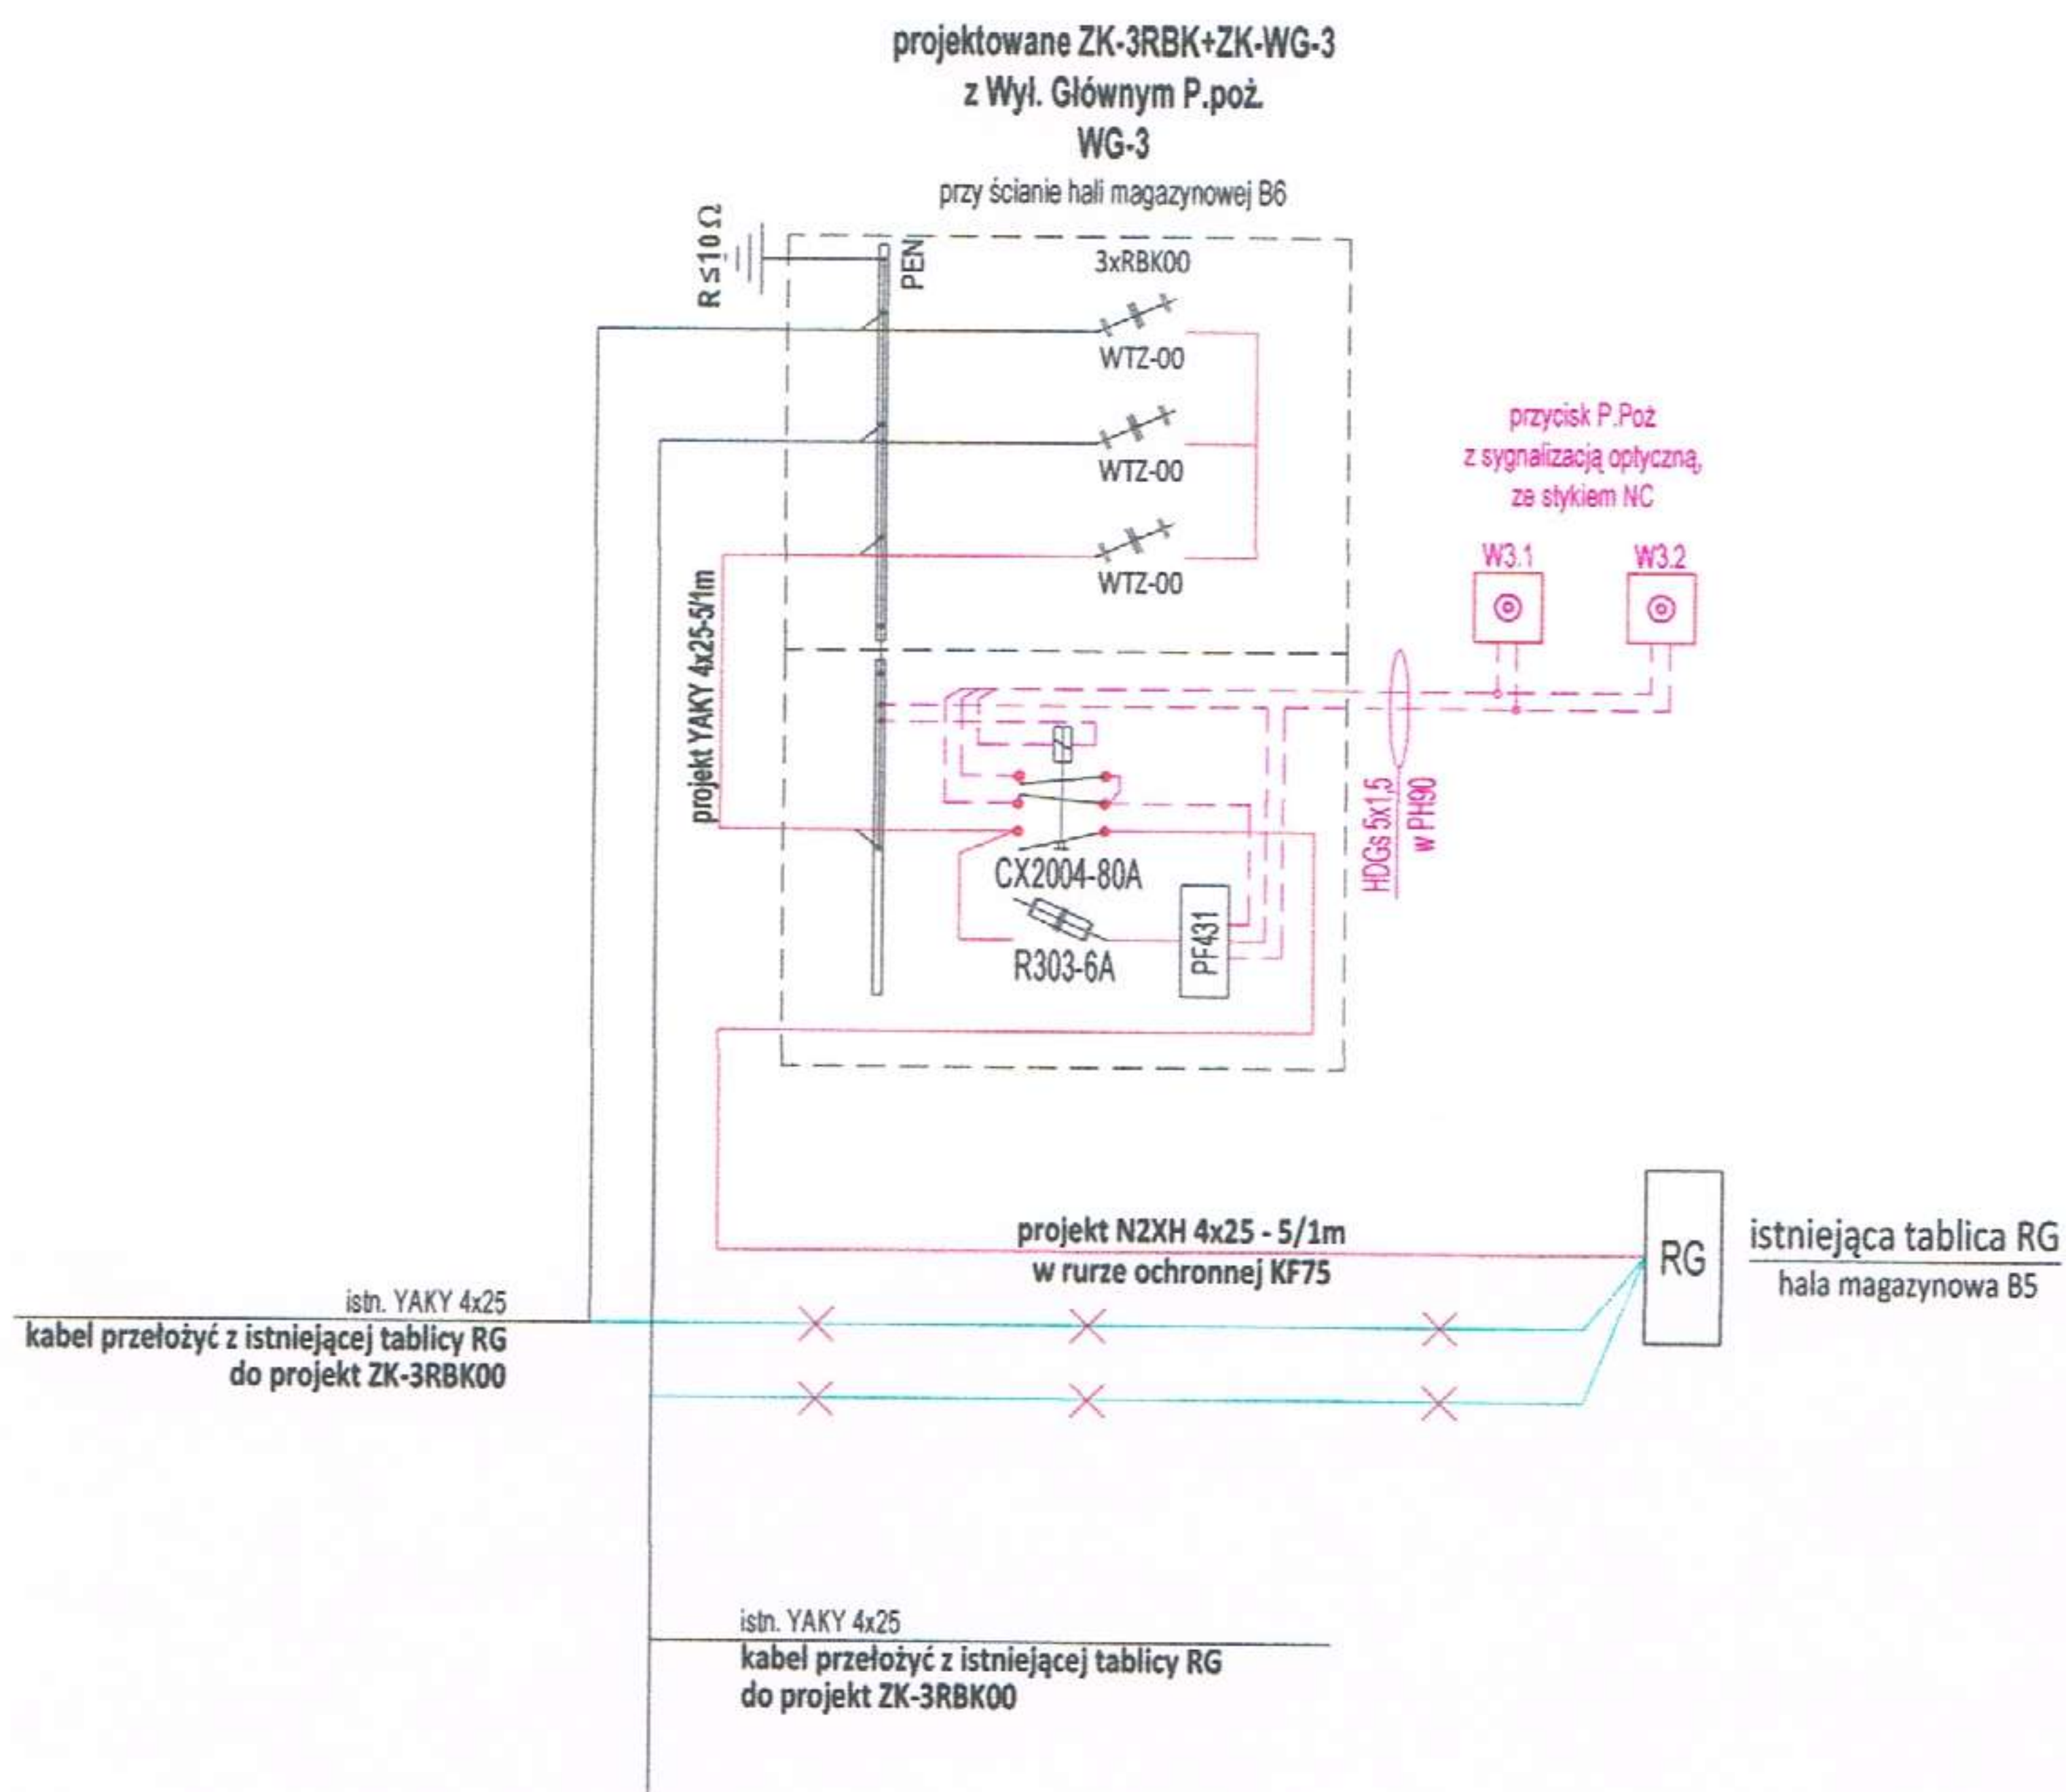 projektowane ZK-3RBK+ZK-WG-3
z Wył. Głównym P.poż.
WG-3
przy ścianie hali magazynowej B6
R ≤10 Ω
PEN
3xRBK00
WTZ-00
WTZ-00
WTZ-00
projekt YAKY 4x25-5/1m
przycisk P.Poż
z sygnalizacją optyczną,
ze stykiem NC
W3.1
W3.2
HDGs 5x1,5
w PH90
CX2004-80A
R303-6A
PF431
projekt N2XH 4x25 - 5/1m
w rurze ochronnej KF75
RG
istniejąca tablica RG
hala magazynowa B5
istn. YAKY 4x25
kabel przełożyć z istniejącej tablicy RG
do projekt ZK-3RBK00
istn. YAKY 4x25
kabel przełożyć z istniejącej tablicy RG
do projekt ZK-3RBK00